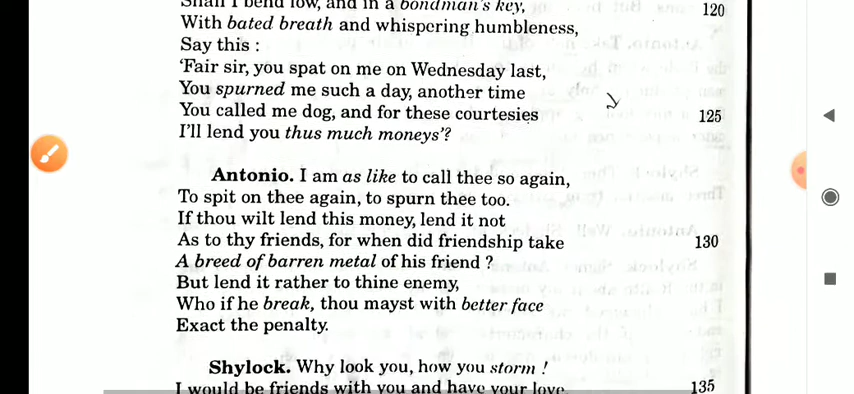 Shall I bend low, and in a bondman's key,
120
With bated breath and whispering humbleness,
Say this :
'Fair sir, you spat on me on Wednesday last,
You spurned me such a day, another time
You called me dog, and for these courtesies
125
I'll lend you thus much moneys'?
Antonio. I am as like to call thee so again,
To spit on thee again, to spurn thee too.
If thou wilt lend this money, lend it not
As to thy friends, for when did friendship take
130
A breed of barren metal of his friend ?
But lend it rather to thine enemy,
Who if he break, thou mayst with better face
Exact the penalty.
Shylock. Why look you, how you storm !
I would be friends with you and have your love,
135